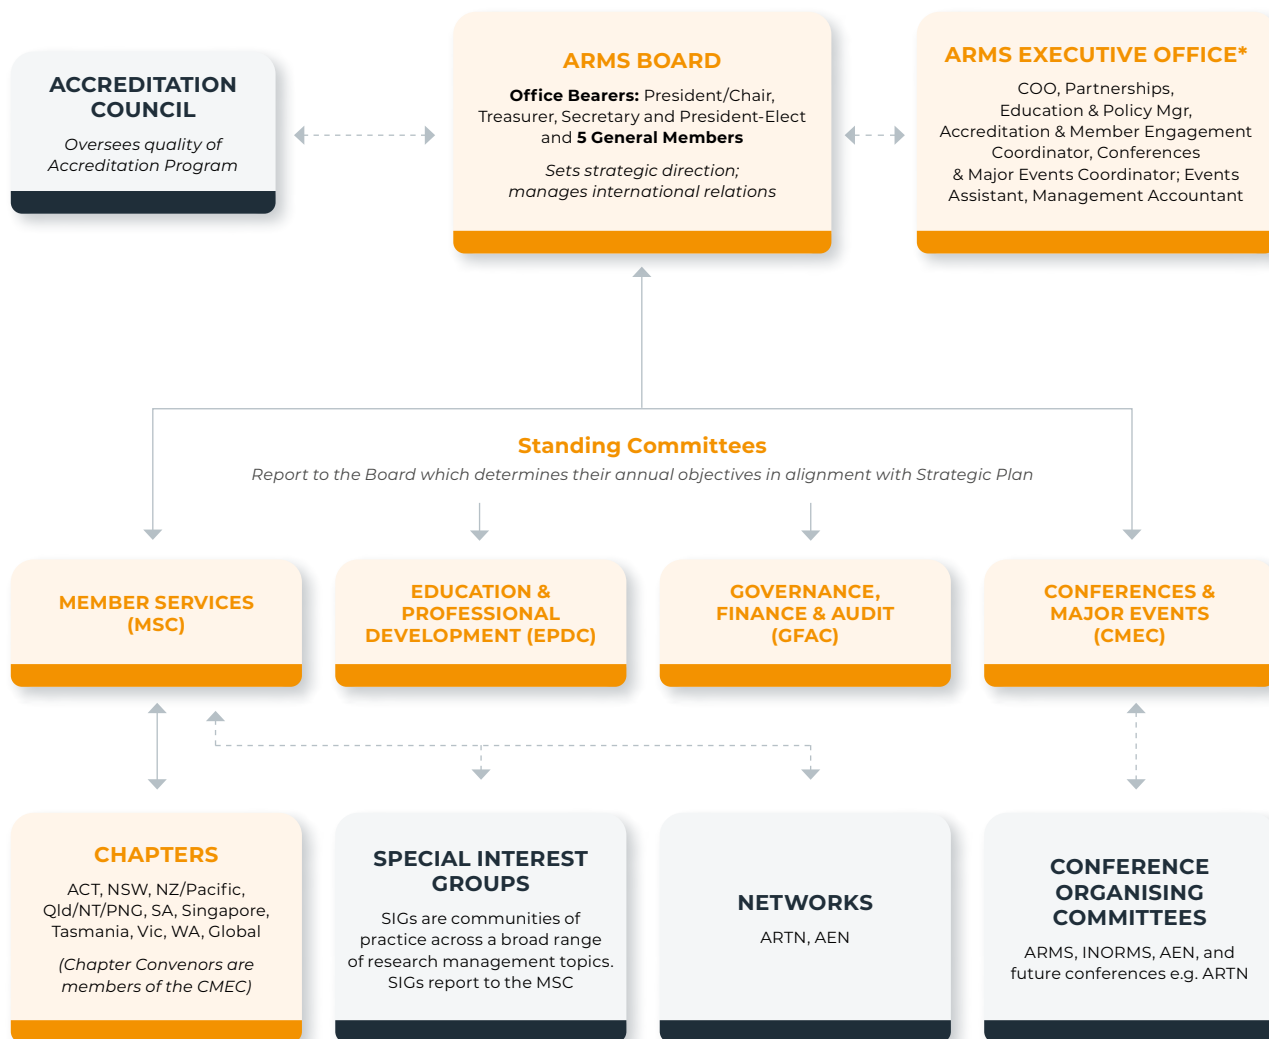 ACCREDITATION
COUNCIL
Oversees quality of
Accreditation Program
ARMS BOARD
Office Bearers: President/Chair,
Treasurer, Secretary and President-Elect
and 5 General Members
Sets strategic direction;
manages international relations
ARMS EXECUTIVE OFFICE*
COO, Partnerships,
Education & Policy Mgr,
Accreditation & Member Engagement
Coordinator, Conferences
& Major Events Coordinator; Events
Assistant, Management Accountant
Standing Committees
Report to the Board which determines their annual objectives in alignment with Strategic Plan
MEMBER SERVICES
(MSC)
EDUCATION &
PROFESSIONAL
DEVELOPMENT (EPDC)
GOVERNANCE,
FINANCE & AUDIT
(GFAC)
CONFERENCES &
MAJOR EVENTS
(CMEC)
CHAPTERS
ACT, NSW, NZ/Pacific,
Qld/NT/PNG, SA, Singapore,
Tasmania, Vic, WA, Global
(Chapter Convenors are
members of the CMEC)
SPECIAL INTEREST
GROUPS
SIGs are communities of
practice across a broad range
of research management topics.
SIGs report to the MSC
NETWORKS
ARTN, AEN
CONFERENCE
ORGANISING
COMMITTEES
ARMS, INORMS, AEN, and
future conferences e.g. ARTN